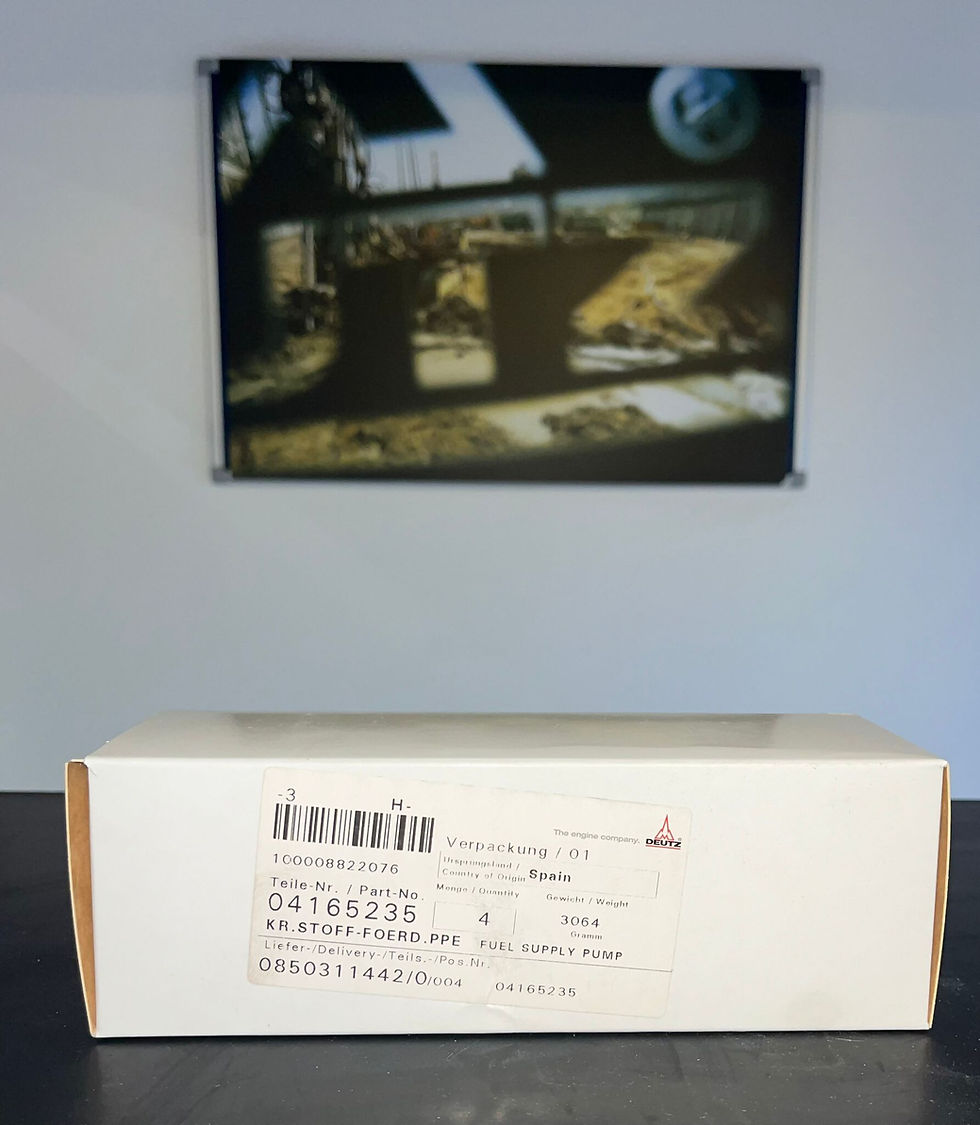 -3 H-
100008822076
The engine company. DEUTZ
Verpackung / 01
Ursprungsland /
Country of Origin Spain
Teile-Nr. / Part-No.
04165235
Menge / Quantity
4
Gewicht / Weight
3064
Gramm
KR.STOFF-FOERD.PPE FUEL SUPPLY PUMP
Liefer-/Delivery-/Teils.-/Pos.Nr.
0850311442/0/004 04165235